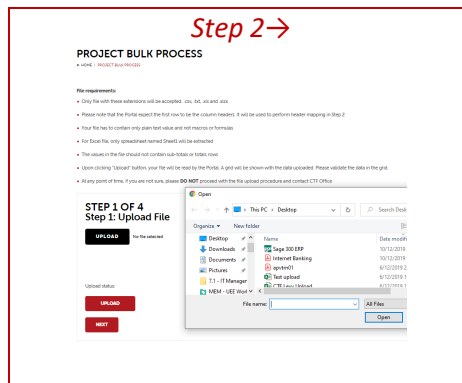 Step 2→
PROJECT BULK PROCESS
HOME > PROJECT BULK PROCESS
File requirements:
• Only file with these extensions will be accepted. .csv, .txt, .xls and .xlsx
• Please note that the Portal expect the first row to be the column headers. It will be used to perform header mapping in Step 2
• Your file has to contain only plain text value and not macros or formulas
• For Excel file, only spreadsheet named Sheet1 will be extracted
• The values in the file should not contain sub-totals or totals rows
• Upon clicking "Upload" button, your file will be read by the Portal. A grid will be shown with the data uploaded. Please validate the data in the grid.
• At any point of time, if you are not sure, please DO NOT proceed with the file upload procedure and contact CTF Office
STEP 1 OF 4
Step 1: Upload File
UPLOAD No file selected
Upload status:
UPLOAD
NEXT
Open
This PC > Desktop
Search Desk
Organize New folder
Desktop
Downloads
Documents
Pictures
7.1 - IT Manager
MEM - UEE Worl
Name Date modifi
Sage 300 ERP 10/12/2019
Internet Banking 10/12/2018
apvtrn01 6/12/2019 2
Text upload 6/12/2019 1
CTF Levy Upload 6/12/2019 1
File name: All Files
Open